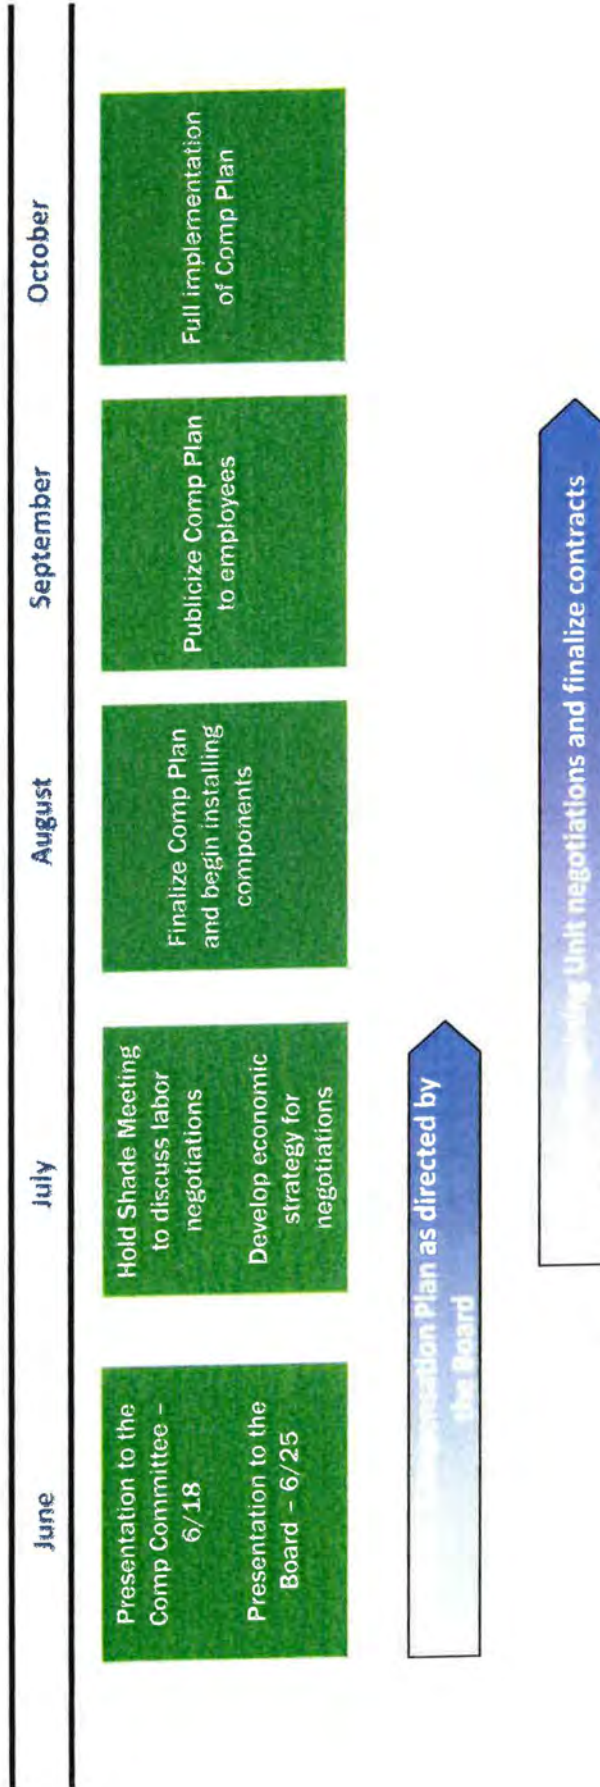 June
July
August
September
October
Presentation to the
Comp Committee –
6/18
Presentation to the
Board – 6/25
Hold Shade Meeting
to discuss labor
negotiations
Develop economic
strategy for
negotiations
Finalize Comp Plan
and begin installing
components
Publicize Comp Plan
to employees
Full implementation
of Comp Plan
Plan as directed by
the Board
Unit negotiations and finalize contracts